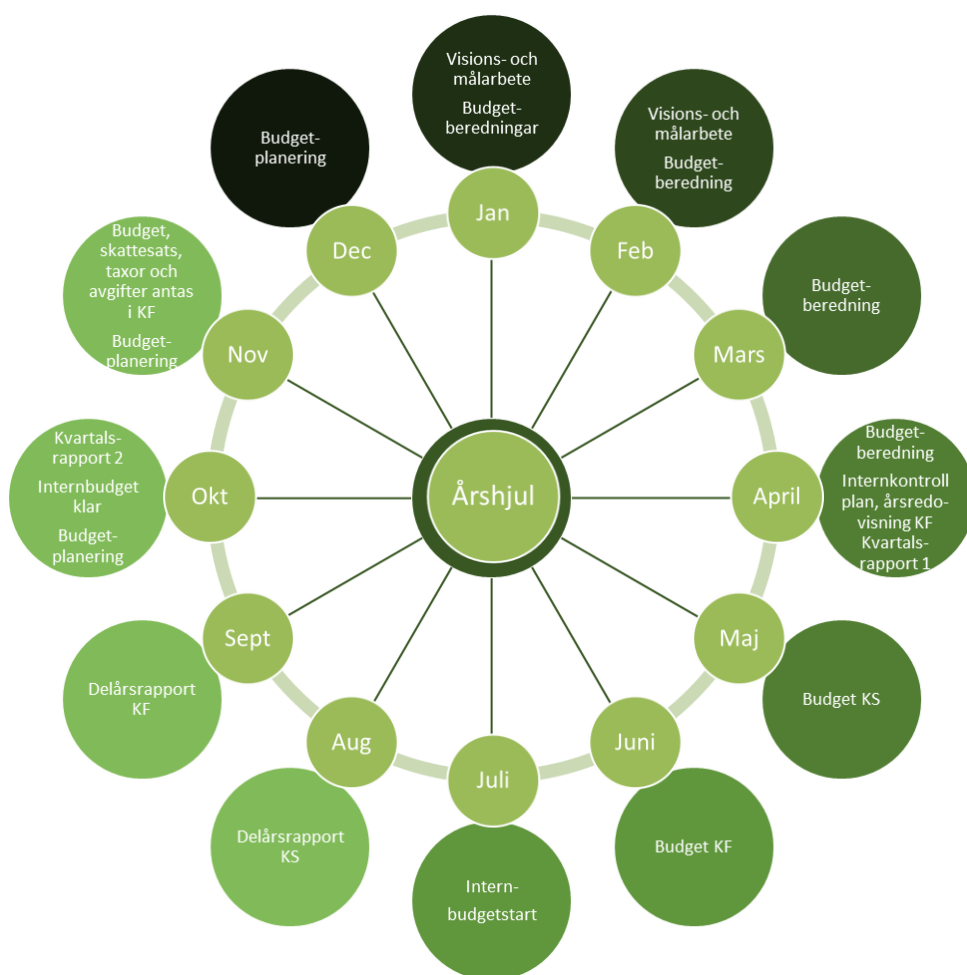 Visions- och
målarbete
Budget-
beredningar
Jan
Visions- och
målarbete
Budget-
beredning
Feb
Budget-
beredning
Mars
Budget-
beredning
Internkontroll
plan, årsredo-
visning KF
Kvartals-
rapport 1
April
Budget KS
Maj
Budget KF
Juni
Intern-
budgetstart
Juli
Delårsrapport
KS
Aug
Delårsrapport
KF
Sept
Kvartals-
rapport 2
Internbudget
klar
Budget-
planering
Okt
Budget,
skattesats,
taxor och
avgifter antas
i KF
Budget-
planering
Nov
Budget-
planering
Dec
Årshjul